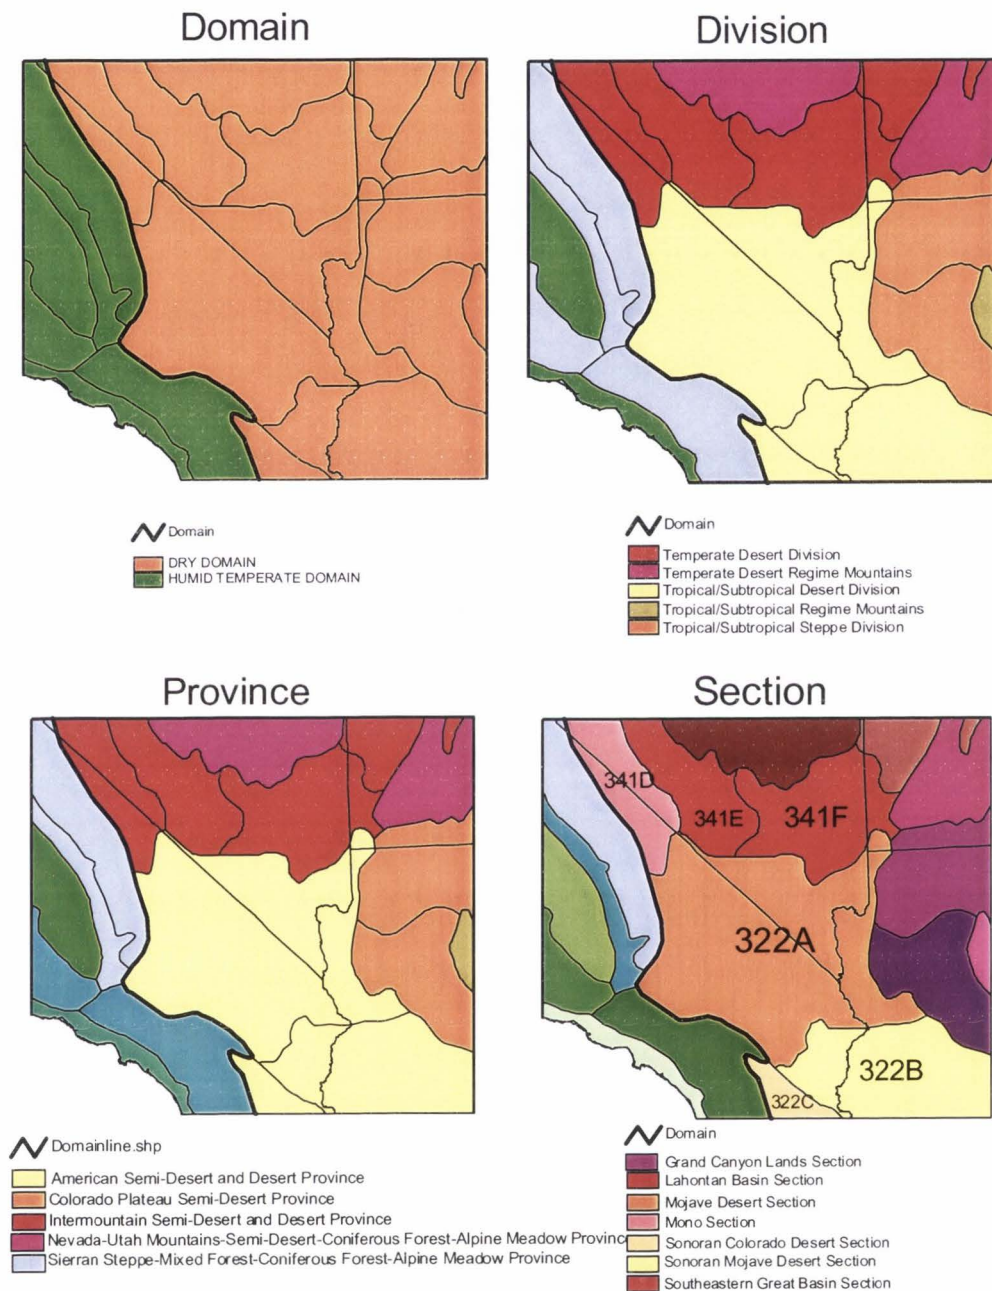 Domain
Division
Domain
DRY DOMAIN
HUMID TEMPERATE DOMAIN
Domain
Temperate Desert Division
Temperate Desert Regime Mountains
Tropical/Subtropical Desert Division
Tropical/Subtropical Regime Mountains
Tropical/Subtropical Steppe Division
Province
Section
341D
341E
341F
322A
322B
322C
Domainline.shp
American Semi-Desert and Desert Province
Colorado Plateau Semi-Desert Province
Intermountain Semi-Desert and Desert Province
Nevada-Utah Mountains-Semi-Desert-Coniferous Forest-Alpine Meadow Provinc
Sierran Steppe-Mixed Forest-Coniferous Forest-Alpine Meadow Province
Domain
Grand Canyon Lands Section
Lahontan Basin Section
Mojave Desert Section
Mono Section
Sonoran Colorado Desert Section
Sonoran Mojave Desert Section
Southeastern Great Basin Section